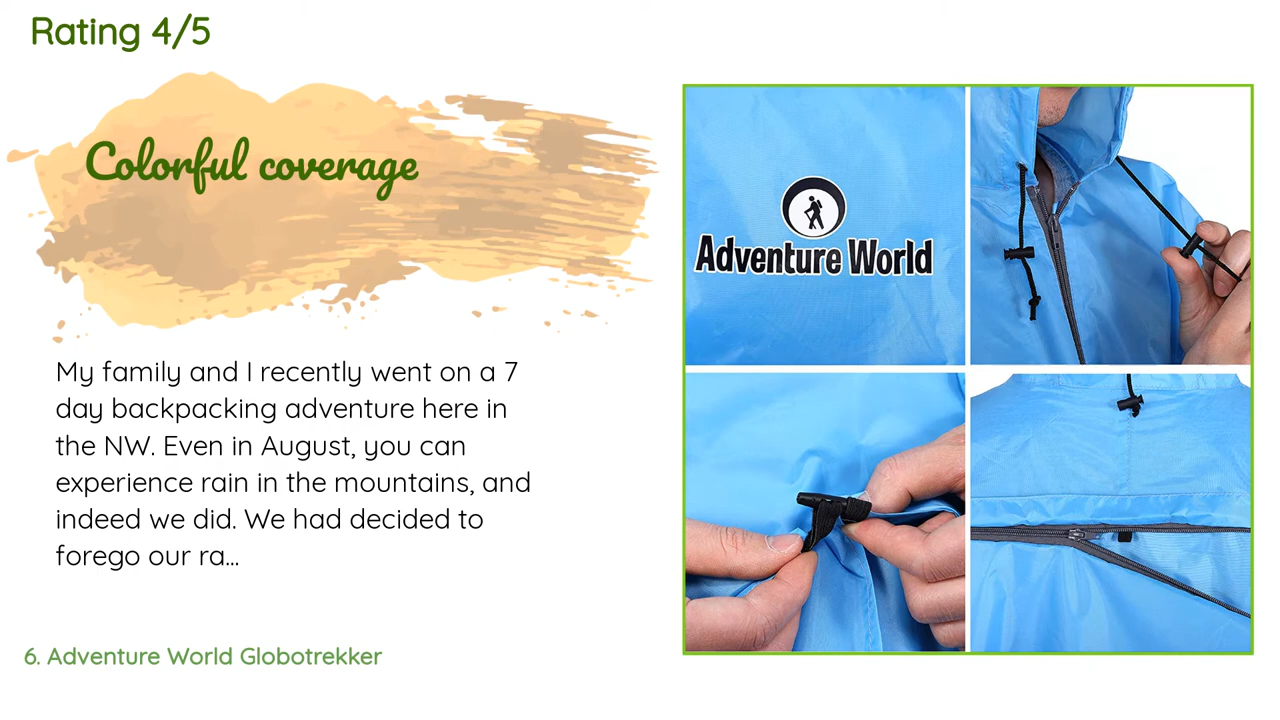 Rating 4/5
Colorful coverage
My family and I recently went on a 7
day backpacking adventure here in
the NW. Even in August, you can
experience rain in the mountains, and
indeed we did. We had decided to
forego our ra...
6. Adventure World Globotrekker
Adventure World